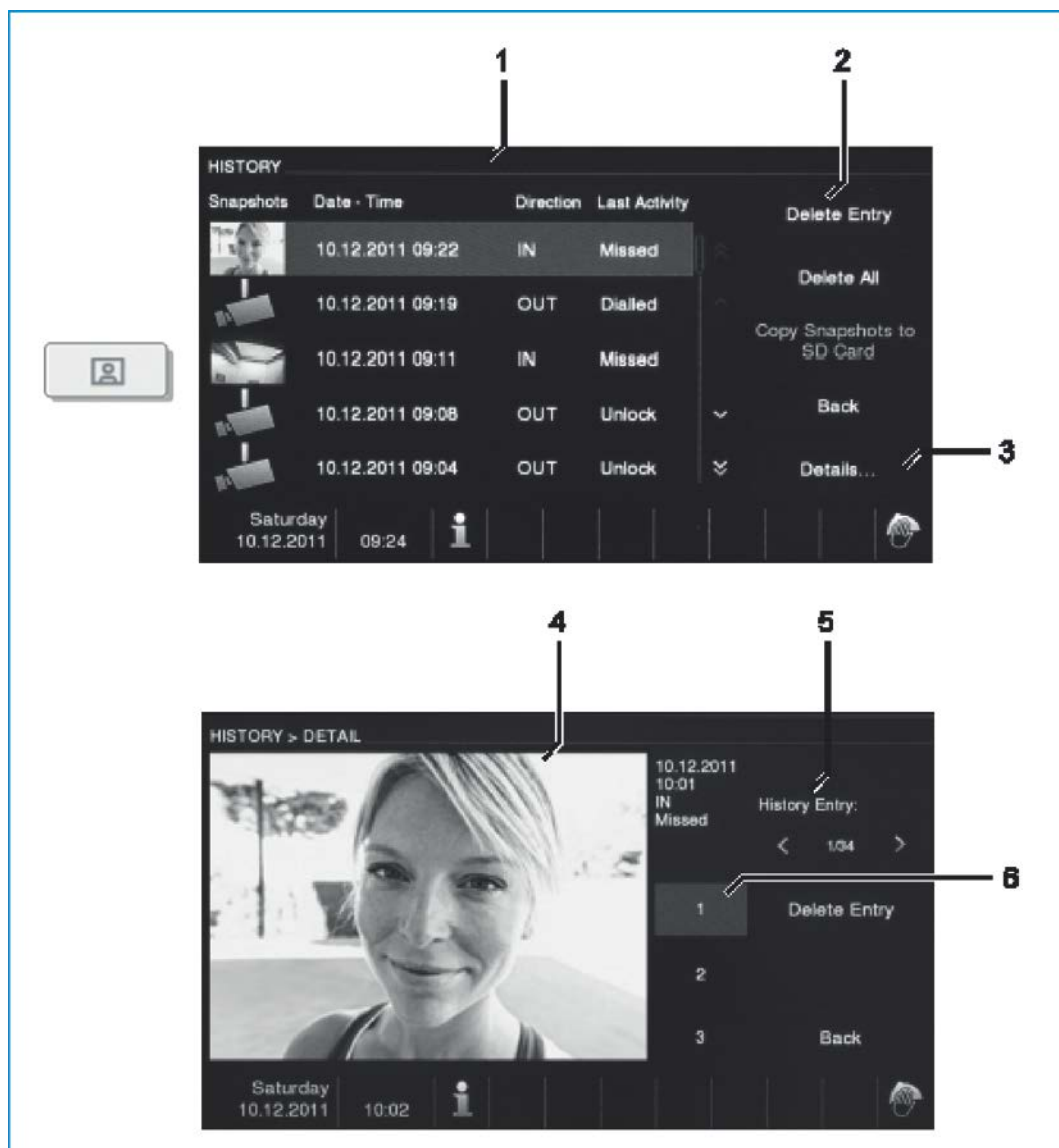 1
2
HISTORY
Snapshots Date - Time Direction Last Activity
Delete Entry
10.12.2011 09:22 IN Missed
Delete All
10.12.2011 09:19 OUT Dialled
Copy Snapshots to
SD Card
10.12.2011 09:11 IN Missed
Back
10.12.2011 09:08 OUT Unlock
3
10.12.2011 09:04 OUT Unlock
Details...
Saturday
10.12.2011 09:24
4
5
HISTORY > DETAIL
10.12.2011
10:01
IN
Missed
History Entry:
< 1/34 >
6
1
Delete Entry
2
3
Back
Saturday
10.12.2011 10:02